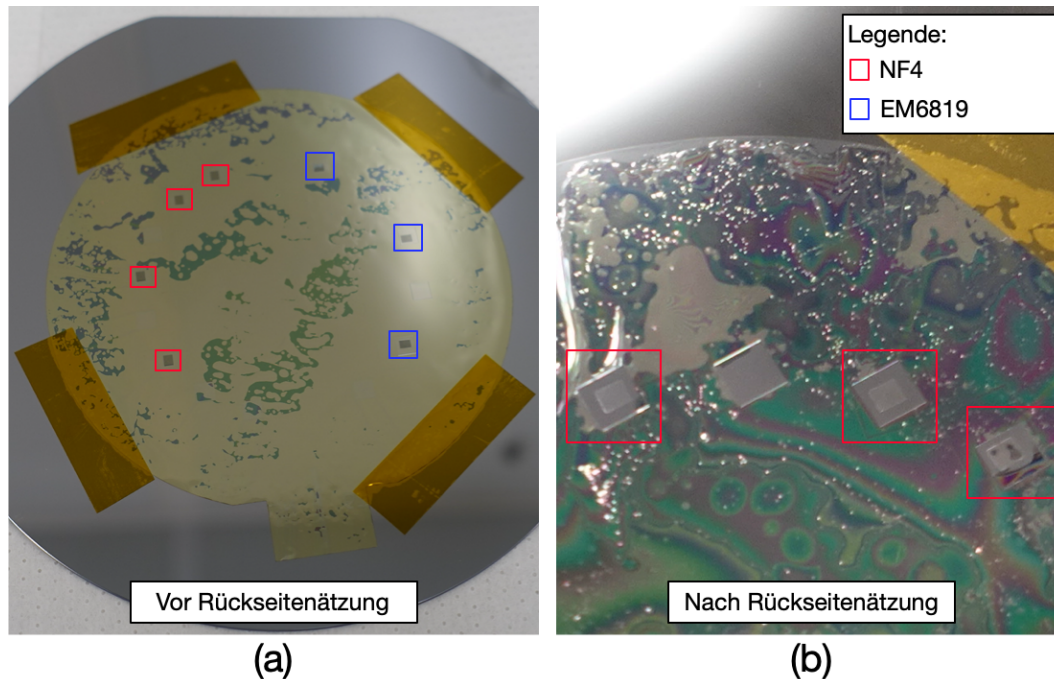 Legende:
NF4
EM6819
Vor Rückseitenätzung
Nach Rückseitenätzung
(a)
(b)